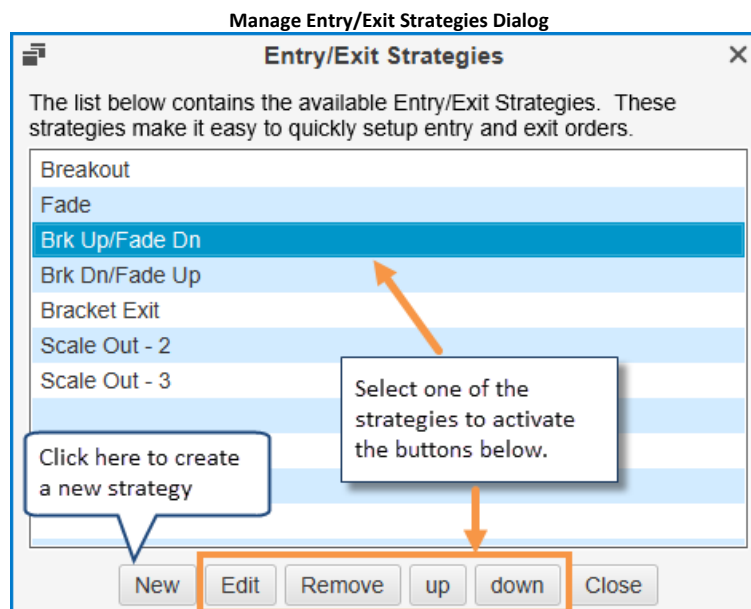 Manage Entry/Exit Strategies Dialog
Entry/Exit Strategies
The list below contains the available Entry/Exit Strategies.  These
strategies make it easy to quickly setup entry and exit orders.
Breakout
Fade
Brk Up/Fade Dn
Brk Dn/Fade Up
Bracket Exit
Scale Out - 2
Scale Out - 3
Select one of the
strategies to activate
the buttons below.
Click here to create
a new strategy
New Edit Remove up down Close